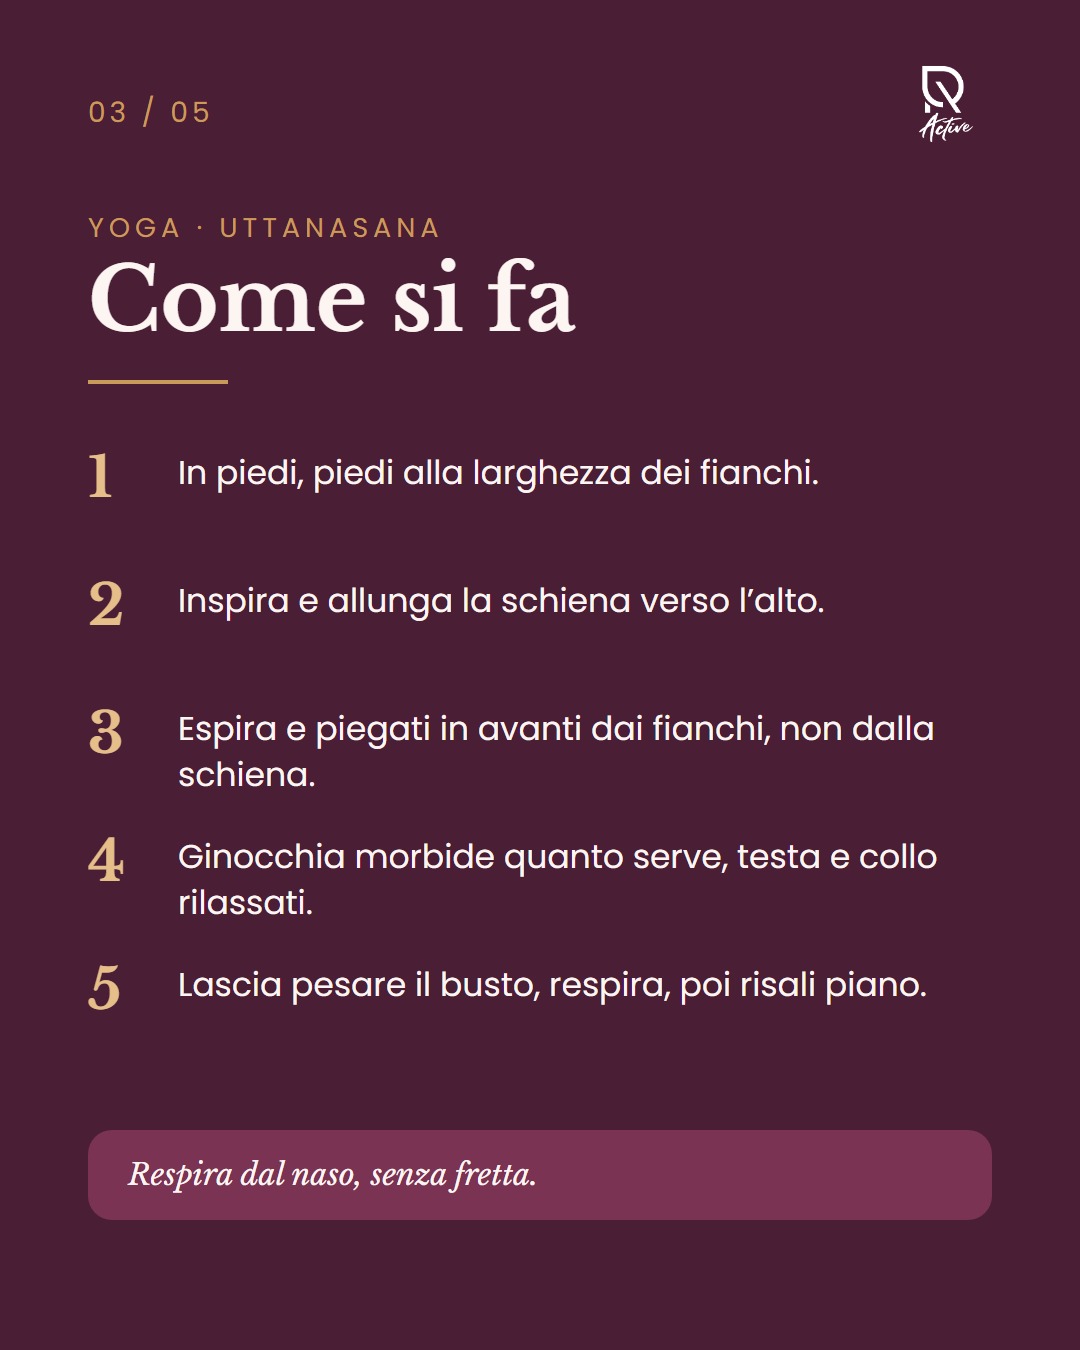 03 / 05
R
Active
YOGA · UTTANASANA
Come si fa
1 In piedi, piedi alla larghezza dei fianchi.
2 Inspira e allunga la schiena verso l’alto.
3 Espira e piegati in avanti dai fianchi, non dalla
schiena.
4 Ginocchia morbide quanto serve, testa e collo
rilassati.
5 Lascia pesare il busto, respira, poi risali piano.
Respira dal naso, senza fretta.